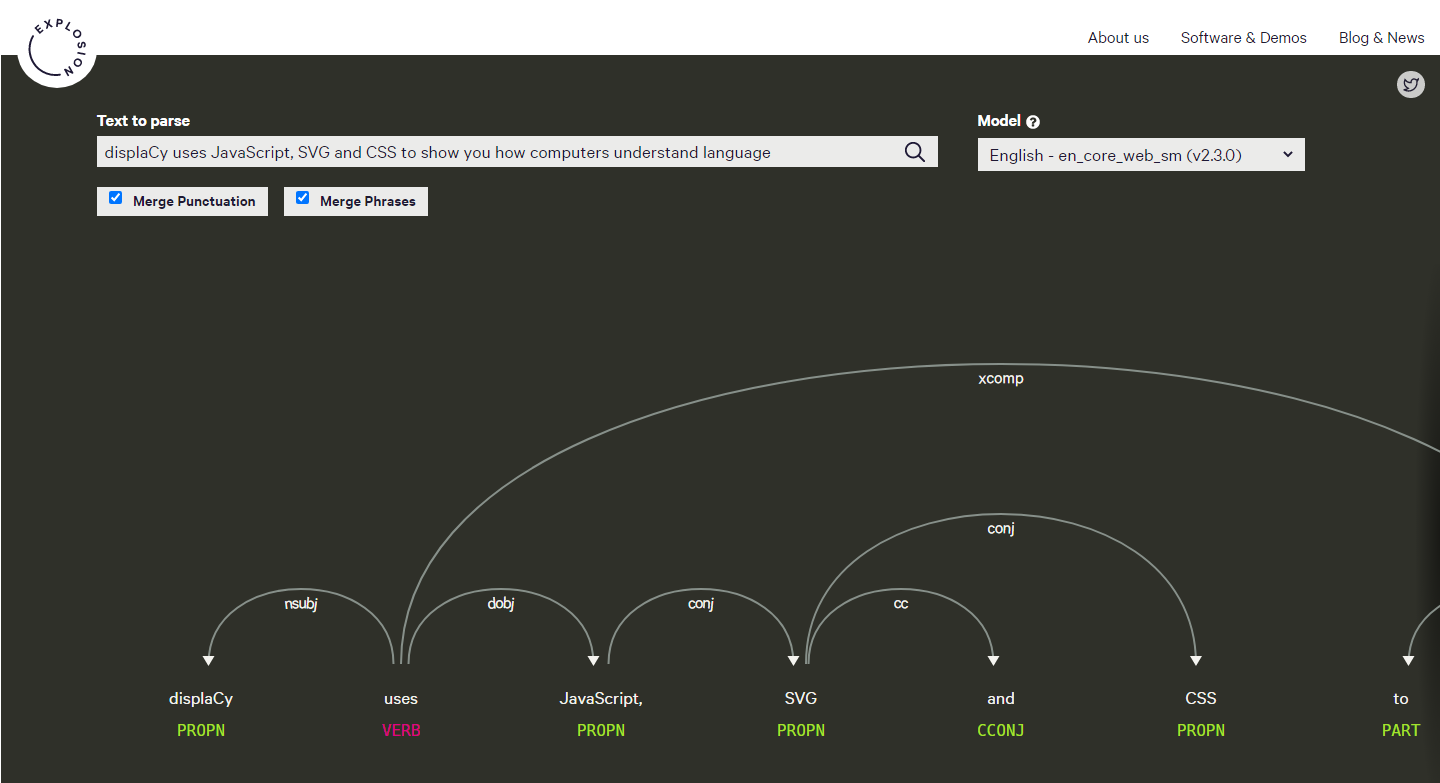 EXPLOSION
About us Software & Demos Blog & News
Text to parse
Model ?
displaCy uses JavaScript, SVG and CSS to show you how computers understand language
English - en_core_web_sm (v2.3.0)
Merge Punctuation Merge Phrases
xcomp
conj
nsubj dobj conj cc
displaCy uses JavaScript, SVG and CSS to
PROPN VERB PROPN PROPN CCONJ PROPN PART